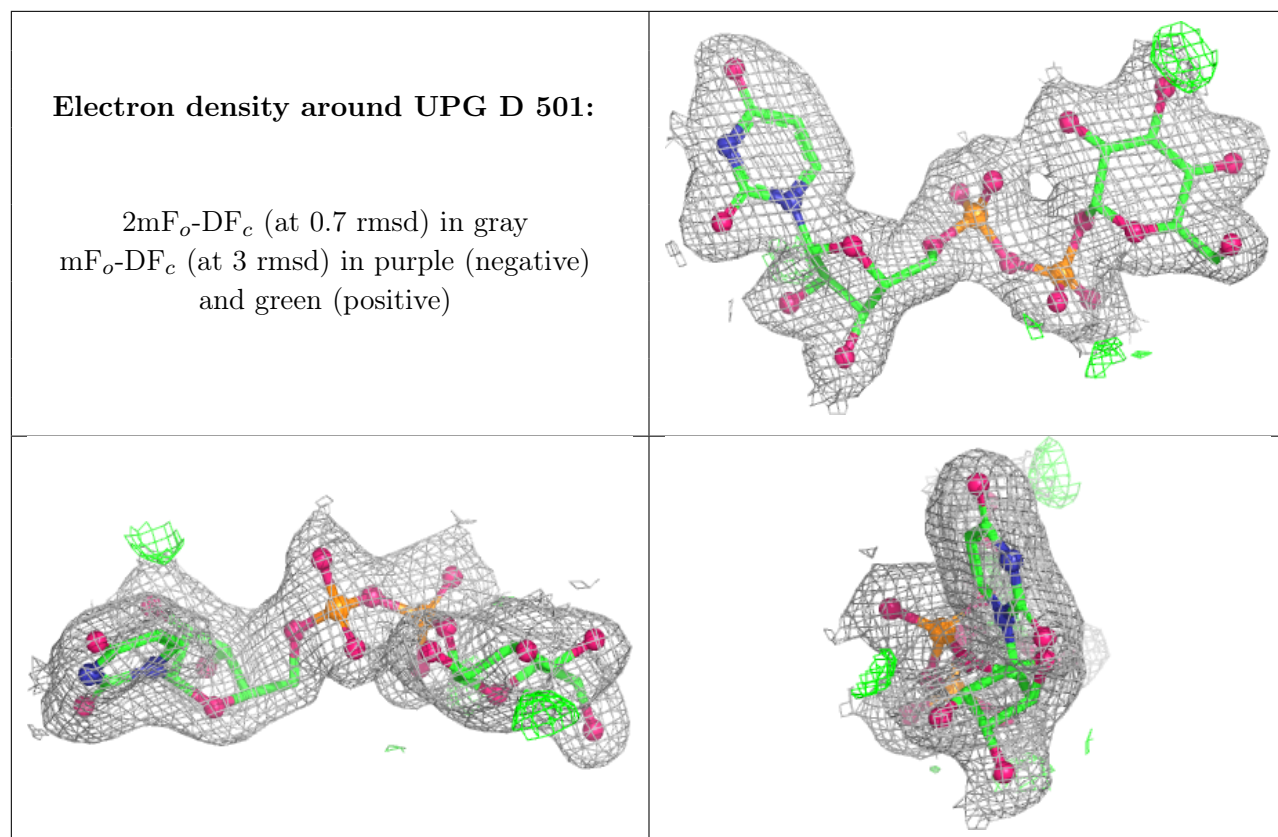 Electron density around UPG D 501:
2mFₒ-DF𝒸 (at 0.7 rmsd) in gray
mFₒ-DF𝒸 (at 3 rmsd) in purple (negative)
and green (positive)